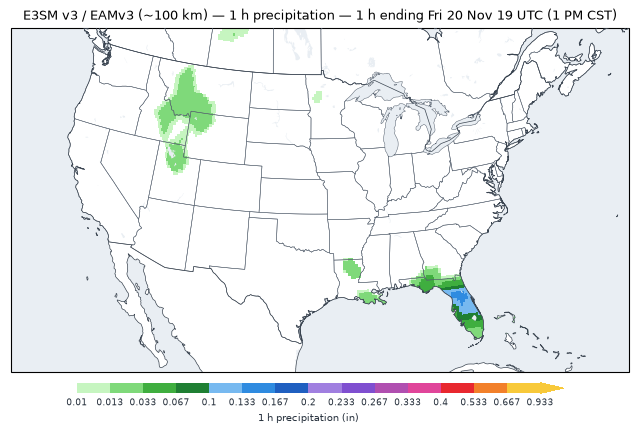 E3SM v3 / EAMv3 (~100 km) — 1 h precipitation — 1 h ending Fri 20 Nov 19 UTC (1 PM CST)
0.01 0.013 0.033 0.067 0.1 0.133 0.167 0.2 0.233 0.267 0.333 0.4 0.533 0.667 0.933
1 h precipitation (in)